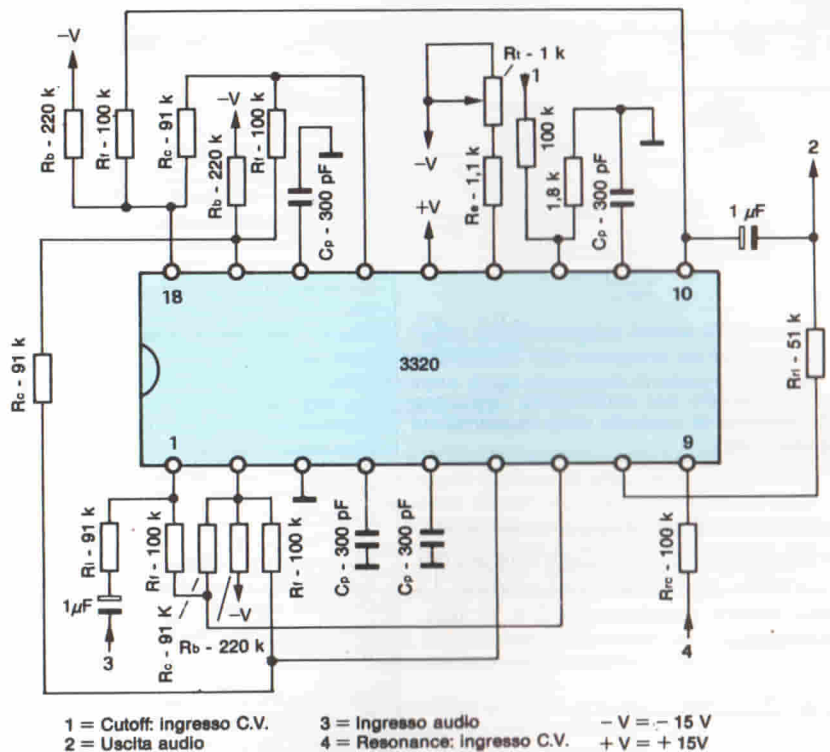 −V
Rb - 220 k
Rf - 100 k
Rc - 91 k
−V
Rb - 220 k
Rf - 100 k
Cp - 300 pF
−V
+V
Rt - 1 k
Re - 1,1 k
1
100 k
1,8 k
Cp - 300 pF
2
1 µF
18
10
Rc - 91 k
3320
Rri - 51 k
1
9
Ri - 91 k
1µF
3
Rf - 100 k
Rc - 91 K
−V
Rb - 220 k
Rf - 100 k
Cp - 300 pF
Cp - 300 pF
Rrc - 100 k
4
1 = Cutoff: ingresso C.V.
2 = Uscita audio
3 = Ingresso audio
4 = Resonance: ingresso C.V.
− V = − 15 V
+ V = + 15V